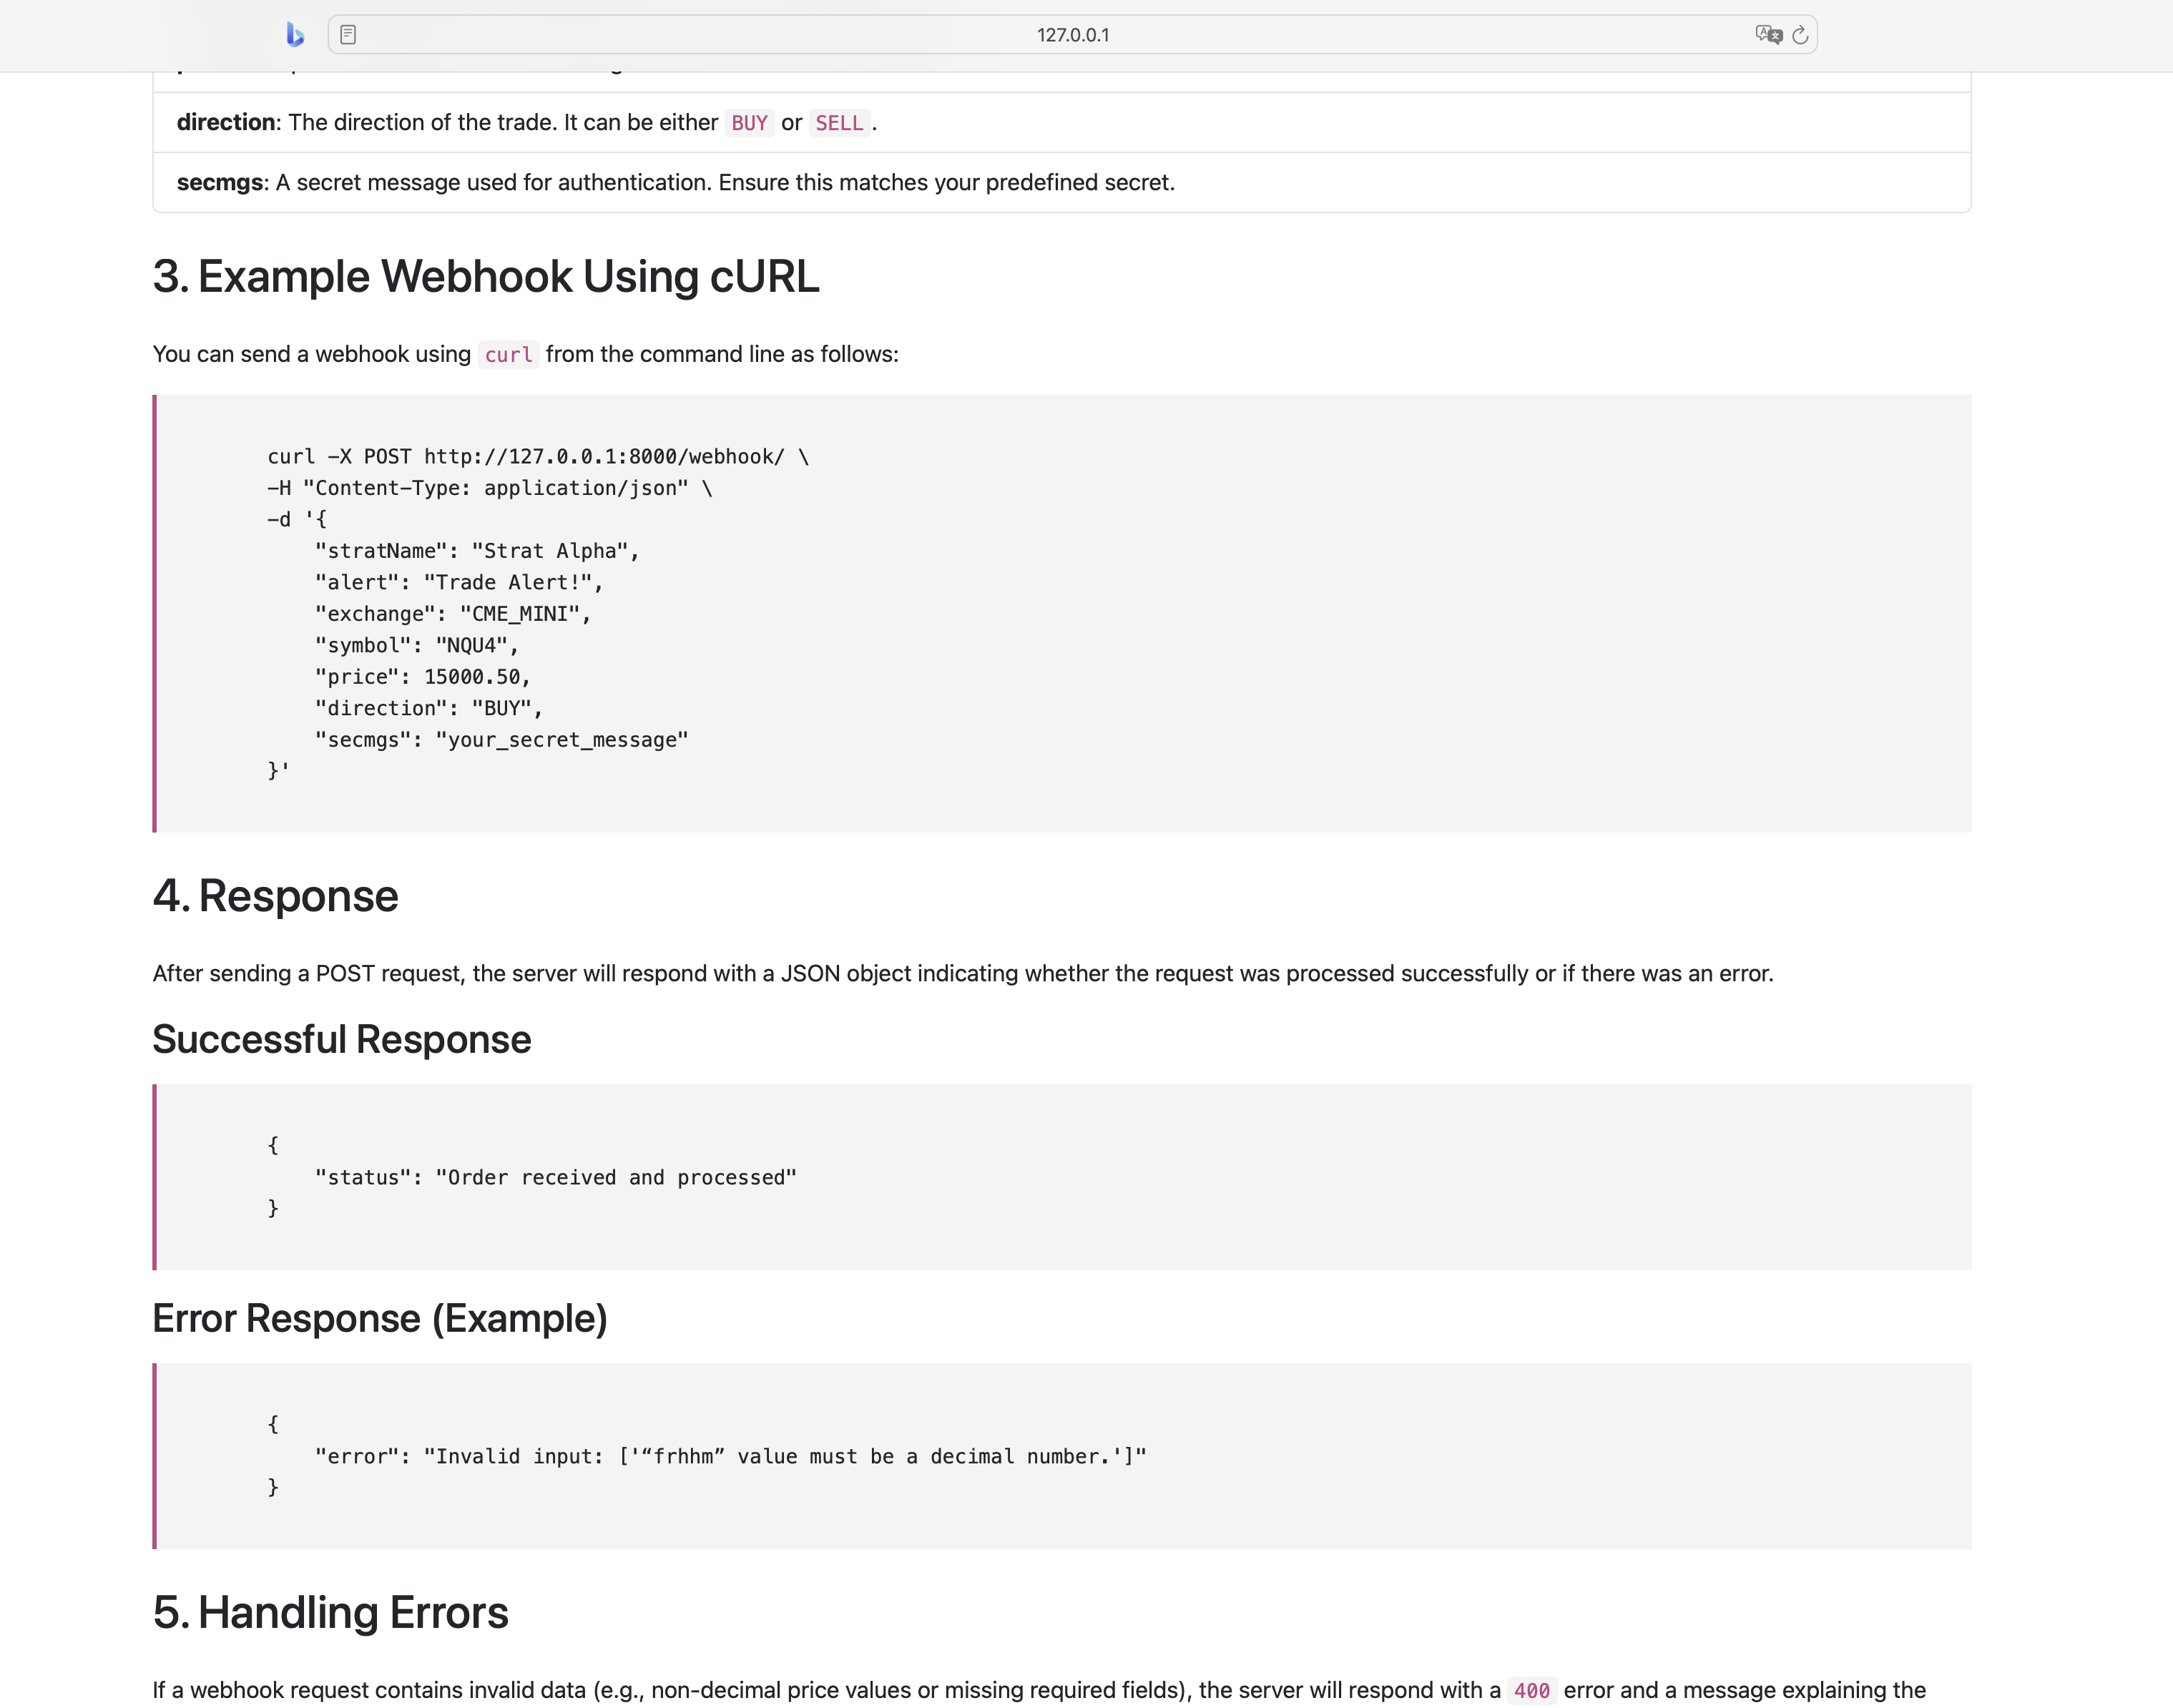 127.0.0.1
direction: The direction of the trade. It can be either BUY or SELL .
secmgs: A secret message used for authentication. Ensure this matches your predefined secret.
3. Example Webhook Using cURL
You can send a webhook using curl from the command line as follows:
curl -X POST http://127.0.0.1:8000/webhook/ \
-H "Content-Type: application/json" \
-d '{
    "stratName": "Strat Alpha",
    "alert": "Trade Alert!",
    "exchange": "CME_MINI",
    "symbol": "NQU4",
    "price": 15000.50,
    "direction": "BUY",
    "secmgs": "your_secret_message"
}'
4. Response
After sending a POST request, the server will respond with a JSON object indicating whether the request was processed successfully or if there was an error.
Successful Response
{
    "status": "Order received and processed"
}
Error Response (Example)
{
    "error": "Invalid input: ['“frhhm” value must be a decimal number.']"
}
5. Handling Errors
If a webhook request contains invalid data (e.g., non-decimal price values or missing required fields), the server will respond with a 400 error and a message explaining the